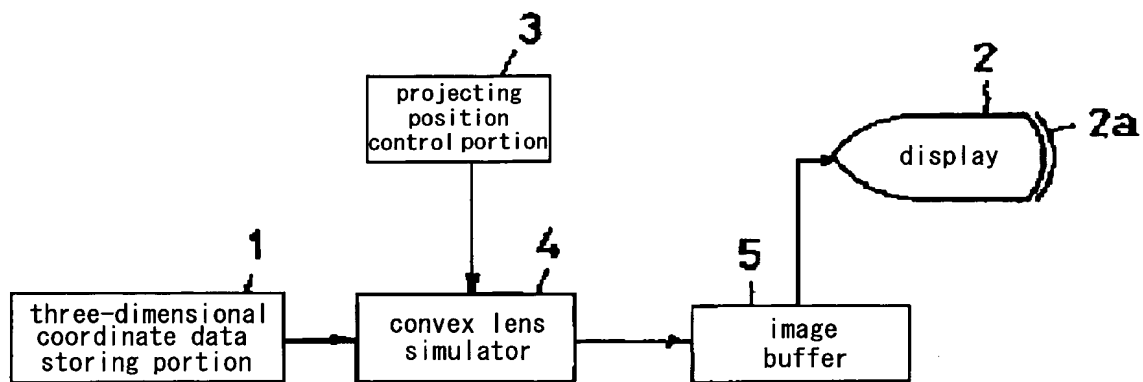 3
projecting
position
control portion
2
2a
display
1
three-dimensional
coordinate data
storing portion
4
convex lens
simulator
5
image
buffer